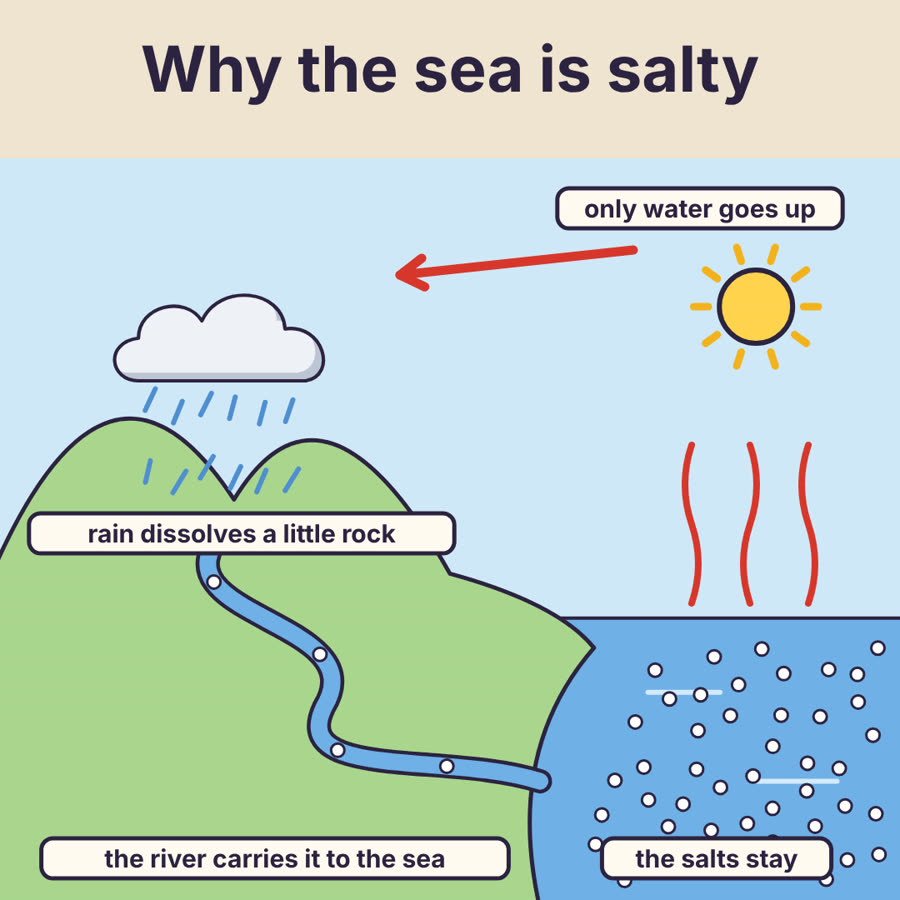 Why the sea is salty
only water goes up
rain dissolves a little rock
the river carries it to the sea
the salts stay